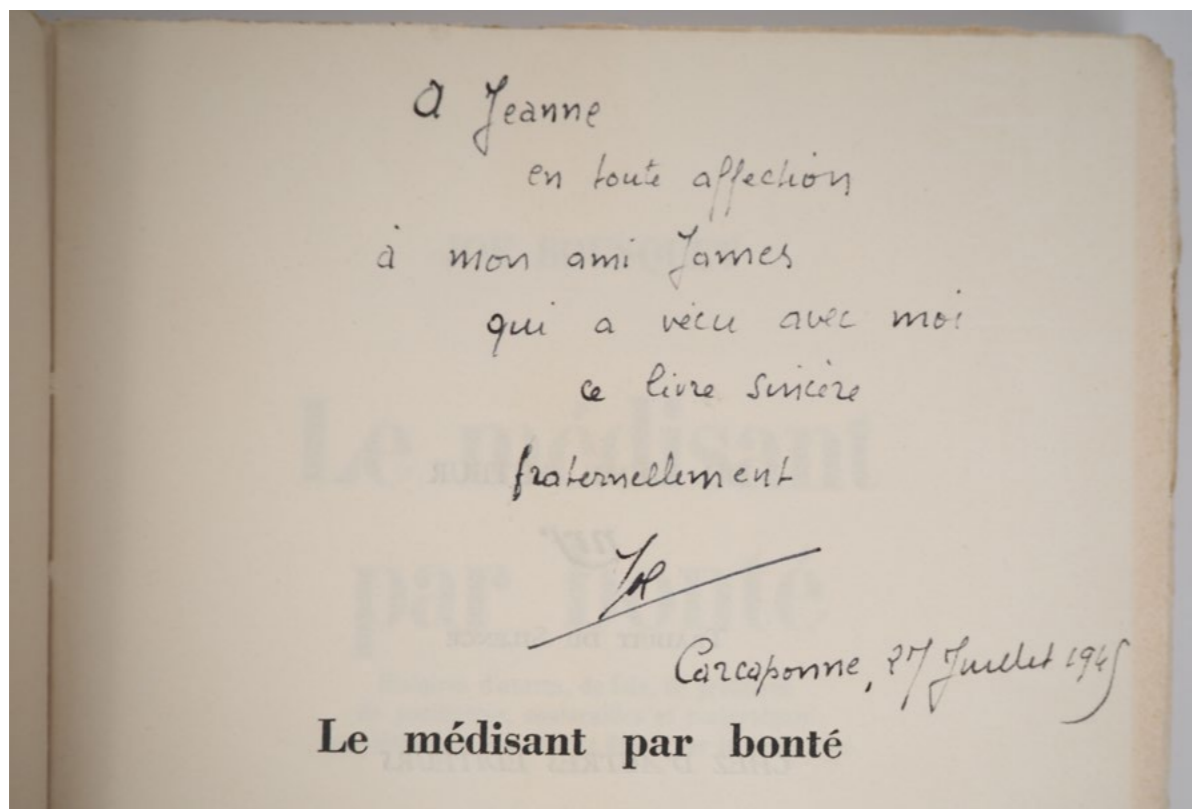 A Jeanne
en toute affection
à mon ami James
qui a vécu avec moi
ce livre sincère
fraternellement
Carcassonne, 27 Juillet 1945
Le médisant par bonté